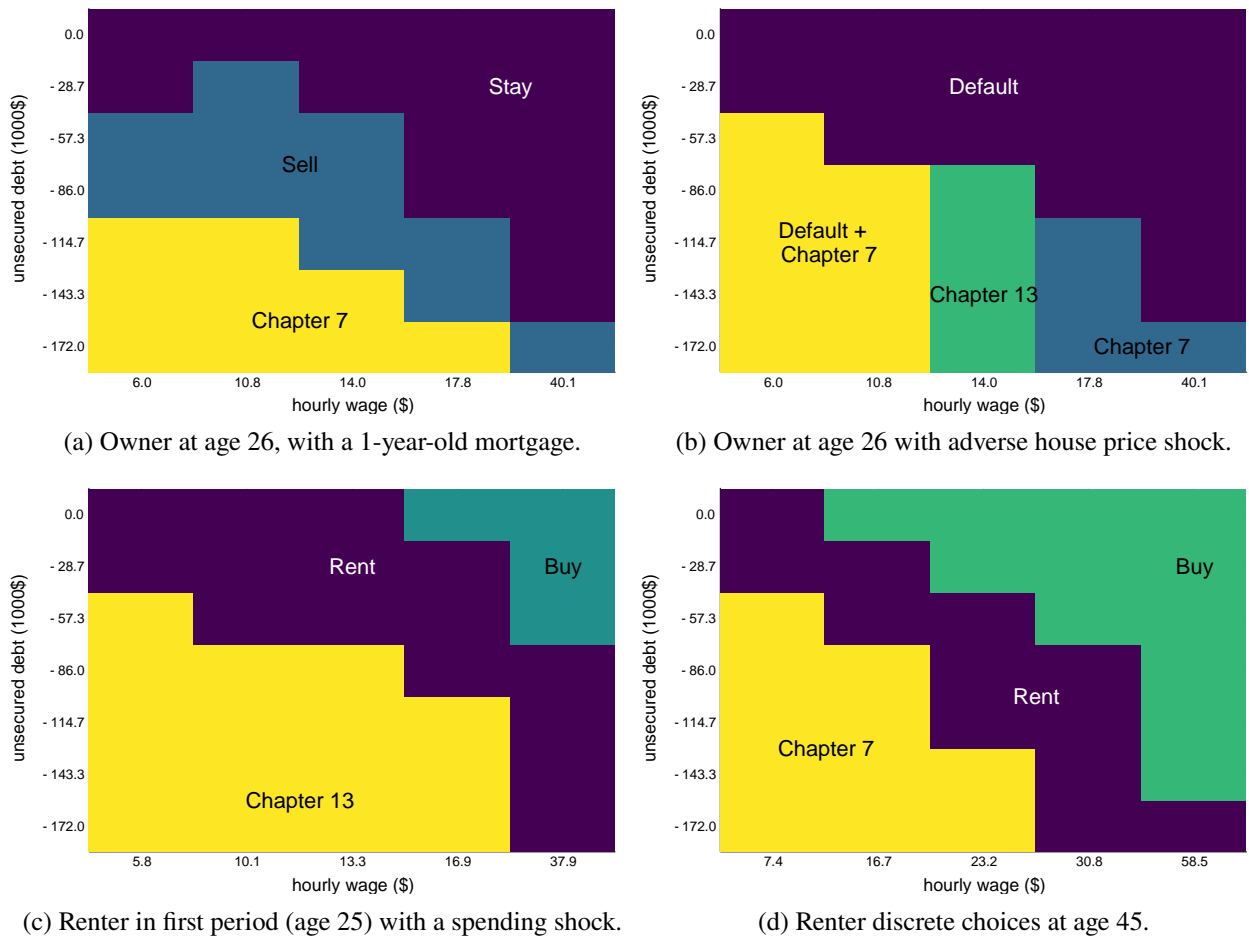 0.0
- 28.7
- 57.3
- 86.0
- 114.7
- 143.3
- 172.0
unsecured debt (1000$)
Stay
Sell
Chapter 7
6.0 10.8 14.0 17.8 40.1
hourly wage ($)
(a) Owner at age 26, with a 1-year-old mortgage.
0.0
- 28.7
- 57.3
- 86.0
- 114.7
- 143.3
- 172.0
unsecured debt (1000$)
Default
Default +
Chapter 7
Chapter 13
Chapter 7
6.0 10.8 14.0 17.8 40.1
hourly wage ($)
(b) Owner at age 26 with adverse house price shock.
0.0
- 28.7
- 57.3
- 86.0
- 114.7
- 143.3
- 172.0
unsecured debt (1000$)
Rent
Buy
Chapter 13
5.8 10.1 13.3 16.9 37.9
hourly wage ($)
(c) Renter in first period (age 25) with a spending shock.
0.0
- 28.7
- 57.3
- 86.0
- 114.7
- 143.3
- 172.0
unsecured debt (1000$)
Buy
Rent
Chapter 7
7.4 16.7 23.2 30.8 58.5
hourly wage ($)
(d) Renter discrete choices at age 45.